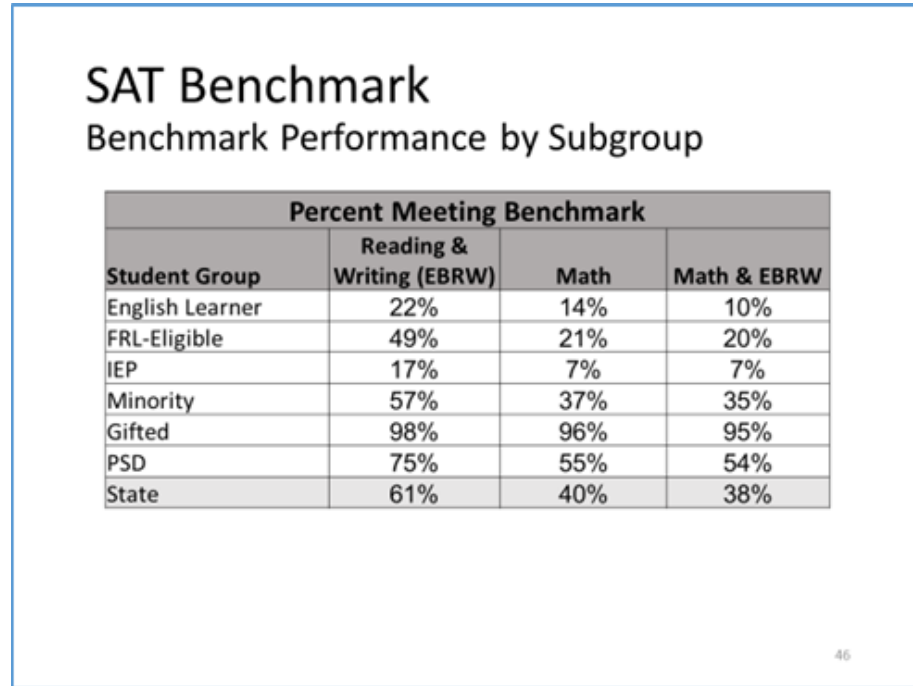 SAT Benchmark
Benchmark Performance by Subgroup
Percent Meeting Benchmark
Student Group Reading & Writing (EBRW) Math Math & EBRW
English Learner 22% 14% 10%
FRL-Eligible 49% 21% 20%
IEP 17% 7% 7%
Minority 57% 37% 35%
Gifted 98% 96% 95%
PSD 75% 55% 54%
State 61% 40% 38%
46